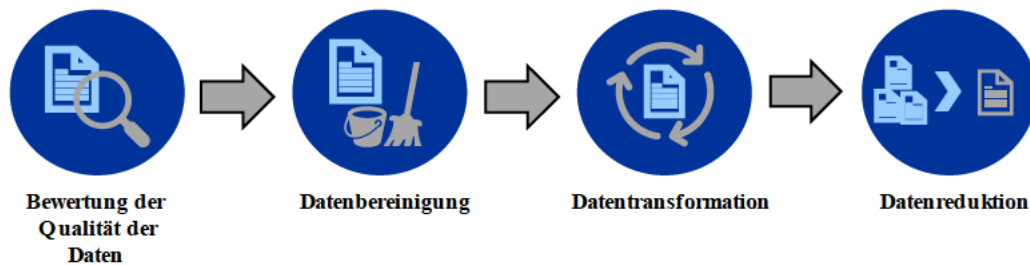 Bewertung der
Qualität der
Daten
Datenbereinigung
Datentransformation
Datenreduktion